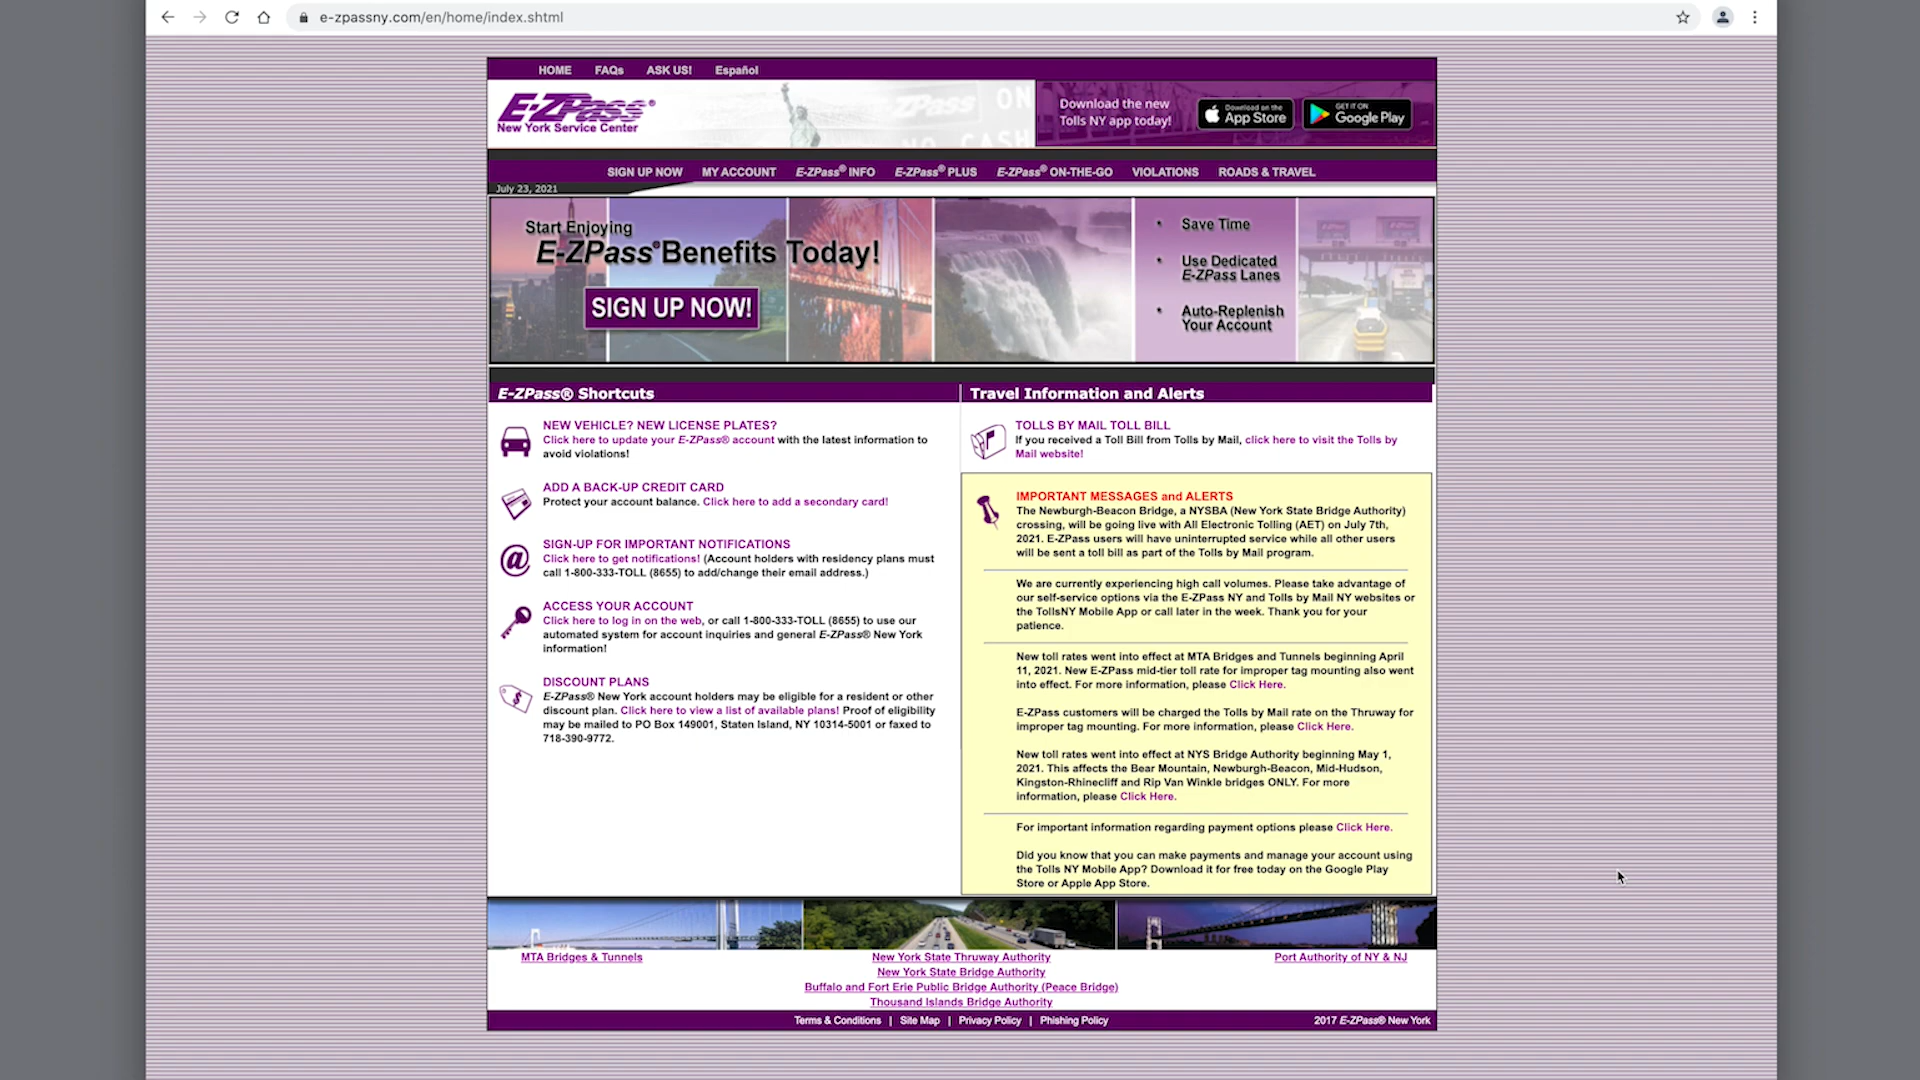 e-zpassny.com/en/home/index.shtml
HOME FAQs ASK US! Español
E-ZPass®
New York Service Center
E-ZPass ON
NO CASH
Download the new
Tolls NY app today!
Download on the
App Store
GET IT ON
Google Play
SIGN UP NOW MY ACCOUNT E-ZPass® INFO E-ZPass® PLUS E-ZPass® ON-THE-GO VIOLATIONS ROADS & TRAVEL
July 23, 2021
Start Enjoying
E-ZPass® Benefits Today!
SIGN UP NOW!
• Save Time
• Use Dedicated
E-ZPass Lanes
• Auto-Replenish
Your Account
E-ZPass® Shortcuts
NEW VEHICLE? NEW LICENSE PLATES?
Click here to update your E-ZPass® account with the latest information to
avoid violations!
ADD A BACK-UP CREDIT CARD
Protect your account balance. Click here to add a secondary card!
SIGN-UP FOR IMPORTANT NOTIFICATIONS
Click here to get notifications! (Account holders with residency plans must
call 1-800-333-TOLL (8655) to add/change their email address.)
ACCESS YOUR ACCOUNT
Click here to log in on the web, or call 1-800-333-TOLL (8655) to use our
automated system for account inquiries and general E-ZPass® New York
information!
DISCOUNT PLANS
E-ZPass® New York account holders may be eligible for a resident or other
discount plan. Click here to view a list of available plans! Proof of eligibility
may be mailed to PO Box 149001, Staten Island, NY 10314-5001 or faxed to
718-390-9772.
Travel Information and Alerts
TOLLS BY MAIL TOLL BILL
If you received a Toll Bill from Tolls by Mail, click here to visit the Tolls by
Mail website!
IMPORTANT MESSAGES and ALERTS
The Newburgh-Beacon Bridge, a NYSBA (New York State Bridge Authority)
crossing, will be going live with All Electronic Tolling (AET) on July 7th,
2021. E-ZPass users will have uninterrupted service while all other users
will be sent a toll bill as part of the Tolls by Mail program.
We are currently experiencing high call volumes. Please take advantage of
our self-service options via the E-ZPass NY and Tolls by Mail NY websites or
the TollsNY Mobile App or call later in the week. Thank you for your
patience.
New toll rates went into effect at MTA Bridges and Tunnels beginning April
11, 2021. New E-ZPass mid-tier toll rate for improper tag mounting also went
into effect. For more information, please Click Here.
E-ZPass customers will be charged the Tolls by Mail rate on the Thruway for
improper tag mounting. For more information, please Click Here.
New toll rates went into effect at NYS Bridge Authority beginning May 1,
2021. This affects the Bear Mountain, Newburgh-Beacon, Mid-Hudson,
Kingston-Rhinecliff and Rip Van Winkle bridges ONLY. For more
information, please Click Here.
For important information regarding payment options please Click Here.
Did you know that you can make payments and manage your account using
the Tolls NY Mobile App? Download it for free today on the Google Play
Store or Apple App Store.
MTA Bridges & Tunnels
New York State Thruway Authority
New York State Bridge Authority
Buffalo and Fort Erie Public Bridge Authority (Peace Bridge)
Thousand Islands Bridge Authority
Port Authority of NY & NJ
Terms & Conditions | Site Map | Privacy Policy | Phishing Policy
2017 E-ZPass® New York